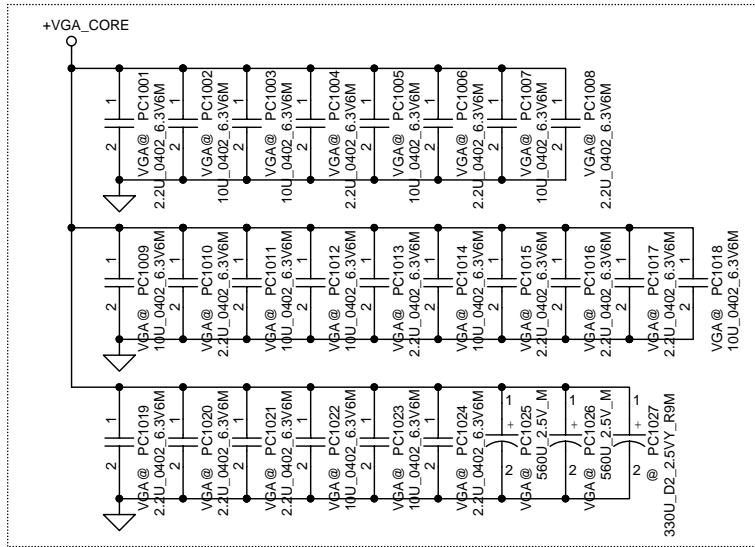 +VGA_CORE
1
2
VGA@ PC1001
2.2U_0402_6.3V6M
1
2
VGA@ PC1002
10U_0402_6.3V6M
1
2
VGA@ PC1003
10U_0402_6.3V6M
1
2
VGA@ PC1004
2.2U_0402_6.3V6M
1
2
VGA@ PC1005
10U_0402_6.3V6M
1
2
VGA@ PC1006
2.2U_0402_6.3V6M
1
2
VGA@ PC1007
10U_0402_6.3V6M
1
2
VGA@ PC1008
2.2U_0402_6.3V6M
1
2
VGA@ PC1009
10U_0402_6.3V6M
1
2
VGA@ PC1010
2.2U_0402_6.3V6M
1
2
VGA@ PC1011
10U_0402_6.3V6M
1
2
VGA@ PC1012
10U_0402_6.3V6M
1
2
VGA@ PC1013
2.2U_0402_6.3V6M
1
2
VGA@ PC1014
10U_0402_6.3V6M
1
2
VGA@ PC1015
2.2U_0402_6.3V6M
1
2
VGA@ PC1016
2.2U_0402_6.3V6M
1
2
VGA@ PC1017
2.2U_0402_6.3V6M
1
2
VGA@ PC1018
10U_0402_6.3V6M
1
2
VGA@ PC1019
2.2U_0402_6.3V6M
1
2
VGA@ PC1020
2.2U_0402_6.3V6M
1
2
VGA@ PC1021
2.2U_0402_6.3V6M
1
2
VGA@ PC1022
10U_0402_6.3V6M
1
2
VGA@ PC1023
10U_0402_6.3V6M
1
2
VGA@ PC1024
2.2U_0402_6.3V6M
1
+
2
VGA@ PC1025
560U_2.5V_M
1
+
2
VGA@ PC1026
560U_2.5V_M
1
+
2
@ PC1027
330U_D2_2.5VY_R9M